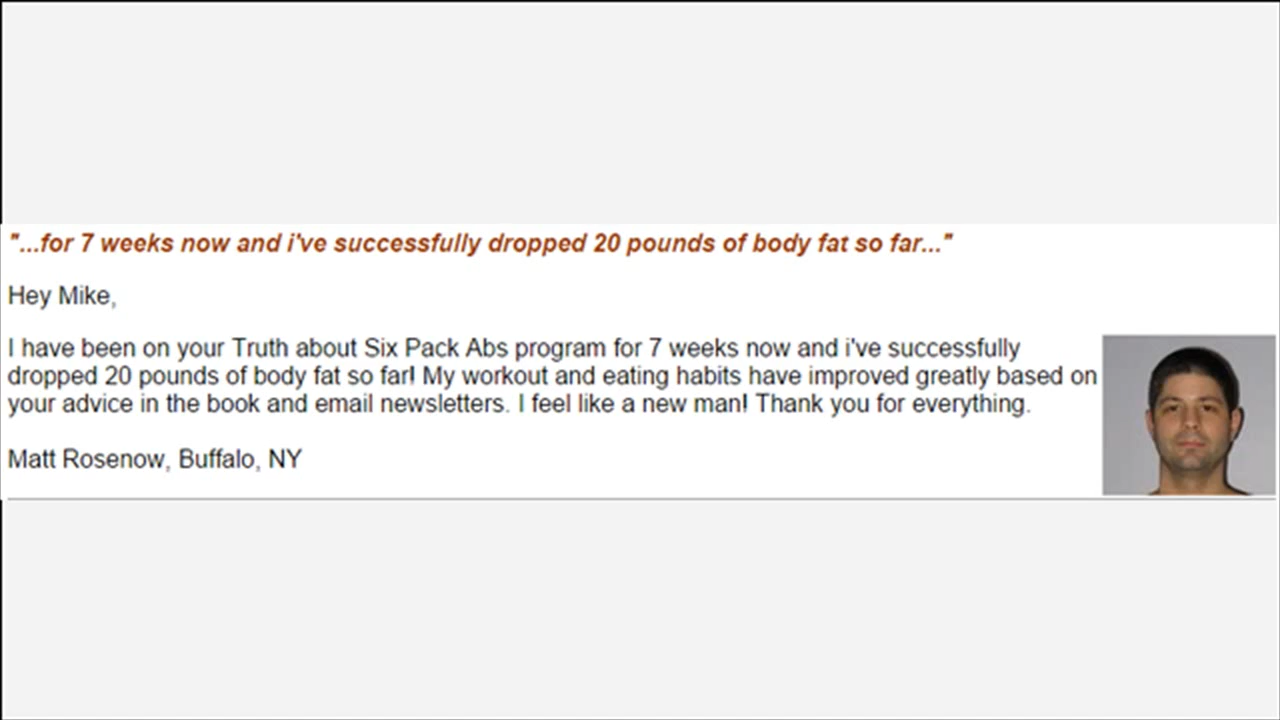 "...for 7 weeks now and i've successfully dropped 20 pounds of body fat so far..."
Hey Mike,
I have been on your Truth about Six Pack Abs program for 7 weeks now and i've successfully
dropped 20 pounds of body fat so far! My workout and eating habits have improved greatly based on
your advice in the book and email newsletters. I feel like a new man! Thank you for everything.
Matt Rosenow, Buffalo, NY